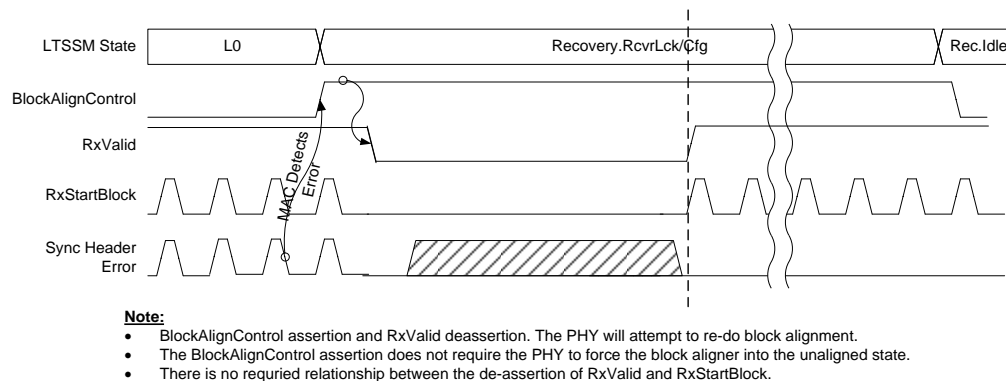 LTSSM State
L0
Recovery.RcvrLck/Cfg
Rec.Idle
BlockAlignControl
RxValid
MAC Detects
Error
RxStartBlock
Sync Header
Error
Note:
• BlockAlignControl assertion and RxValid deassertion. The PHY will attempt to re-do block alignment.
• The BlockAlignControl assertion does not require the PHY to force the block aligner into the unaligned state.
• There is no requried relationship between the de-assertion of RxValid and RxStartBlock.